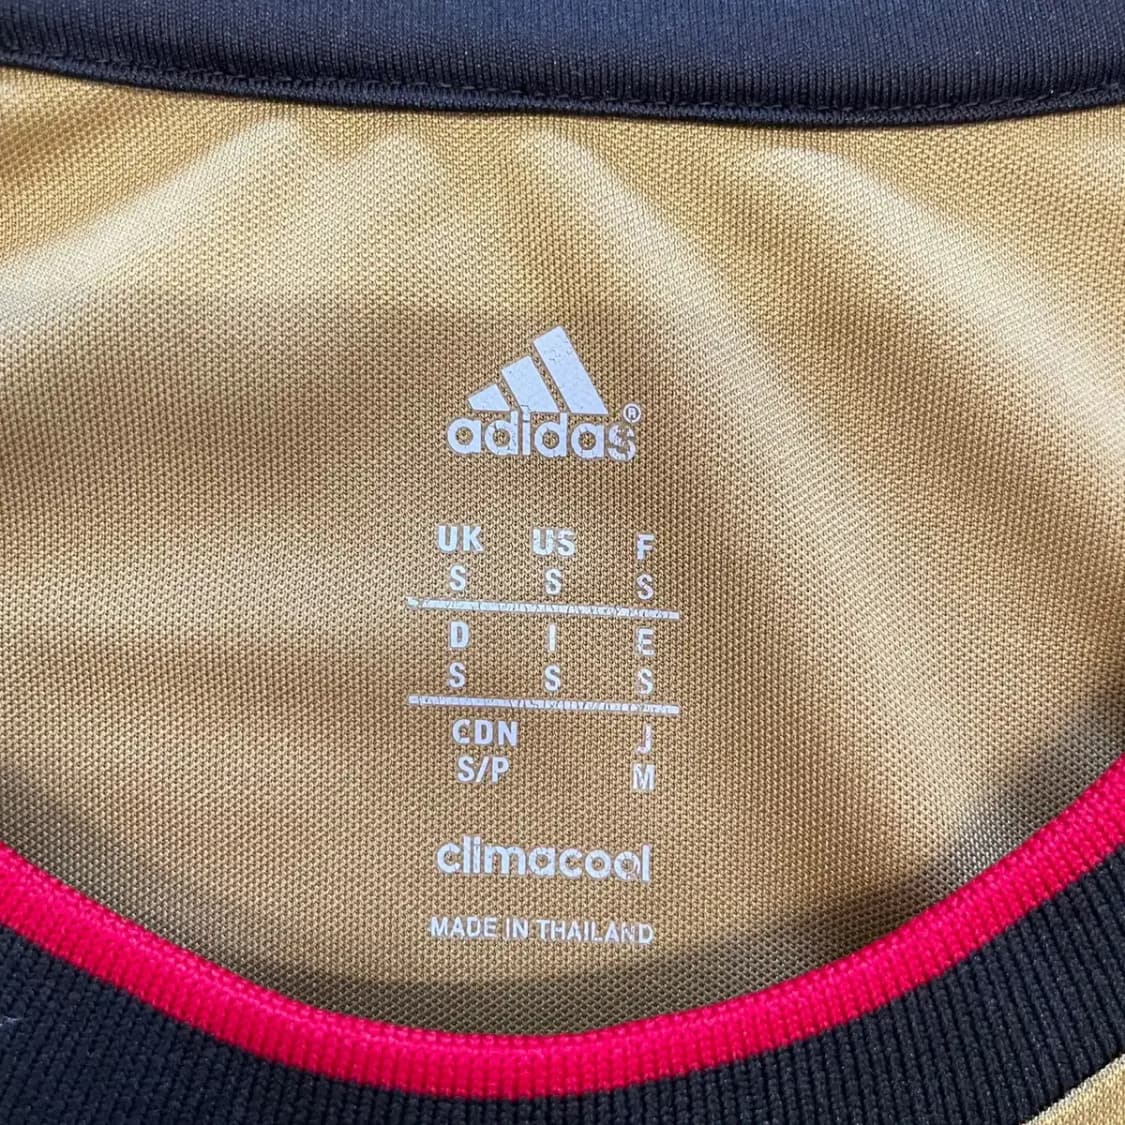 adidas®
UK US F
S S S
D I E
S S S
CDN J
S/P M
climacool
MADE IN THAILAND